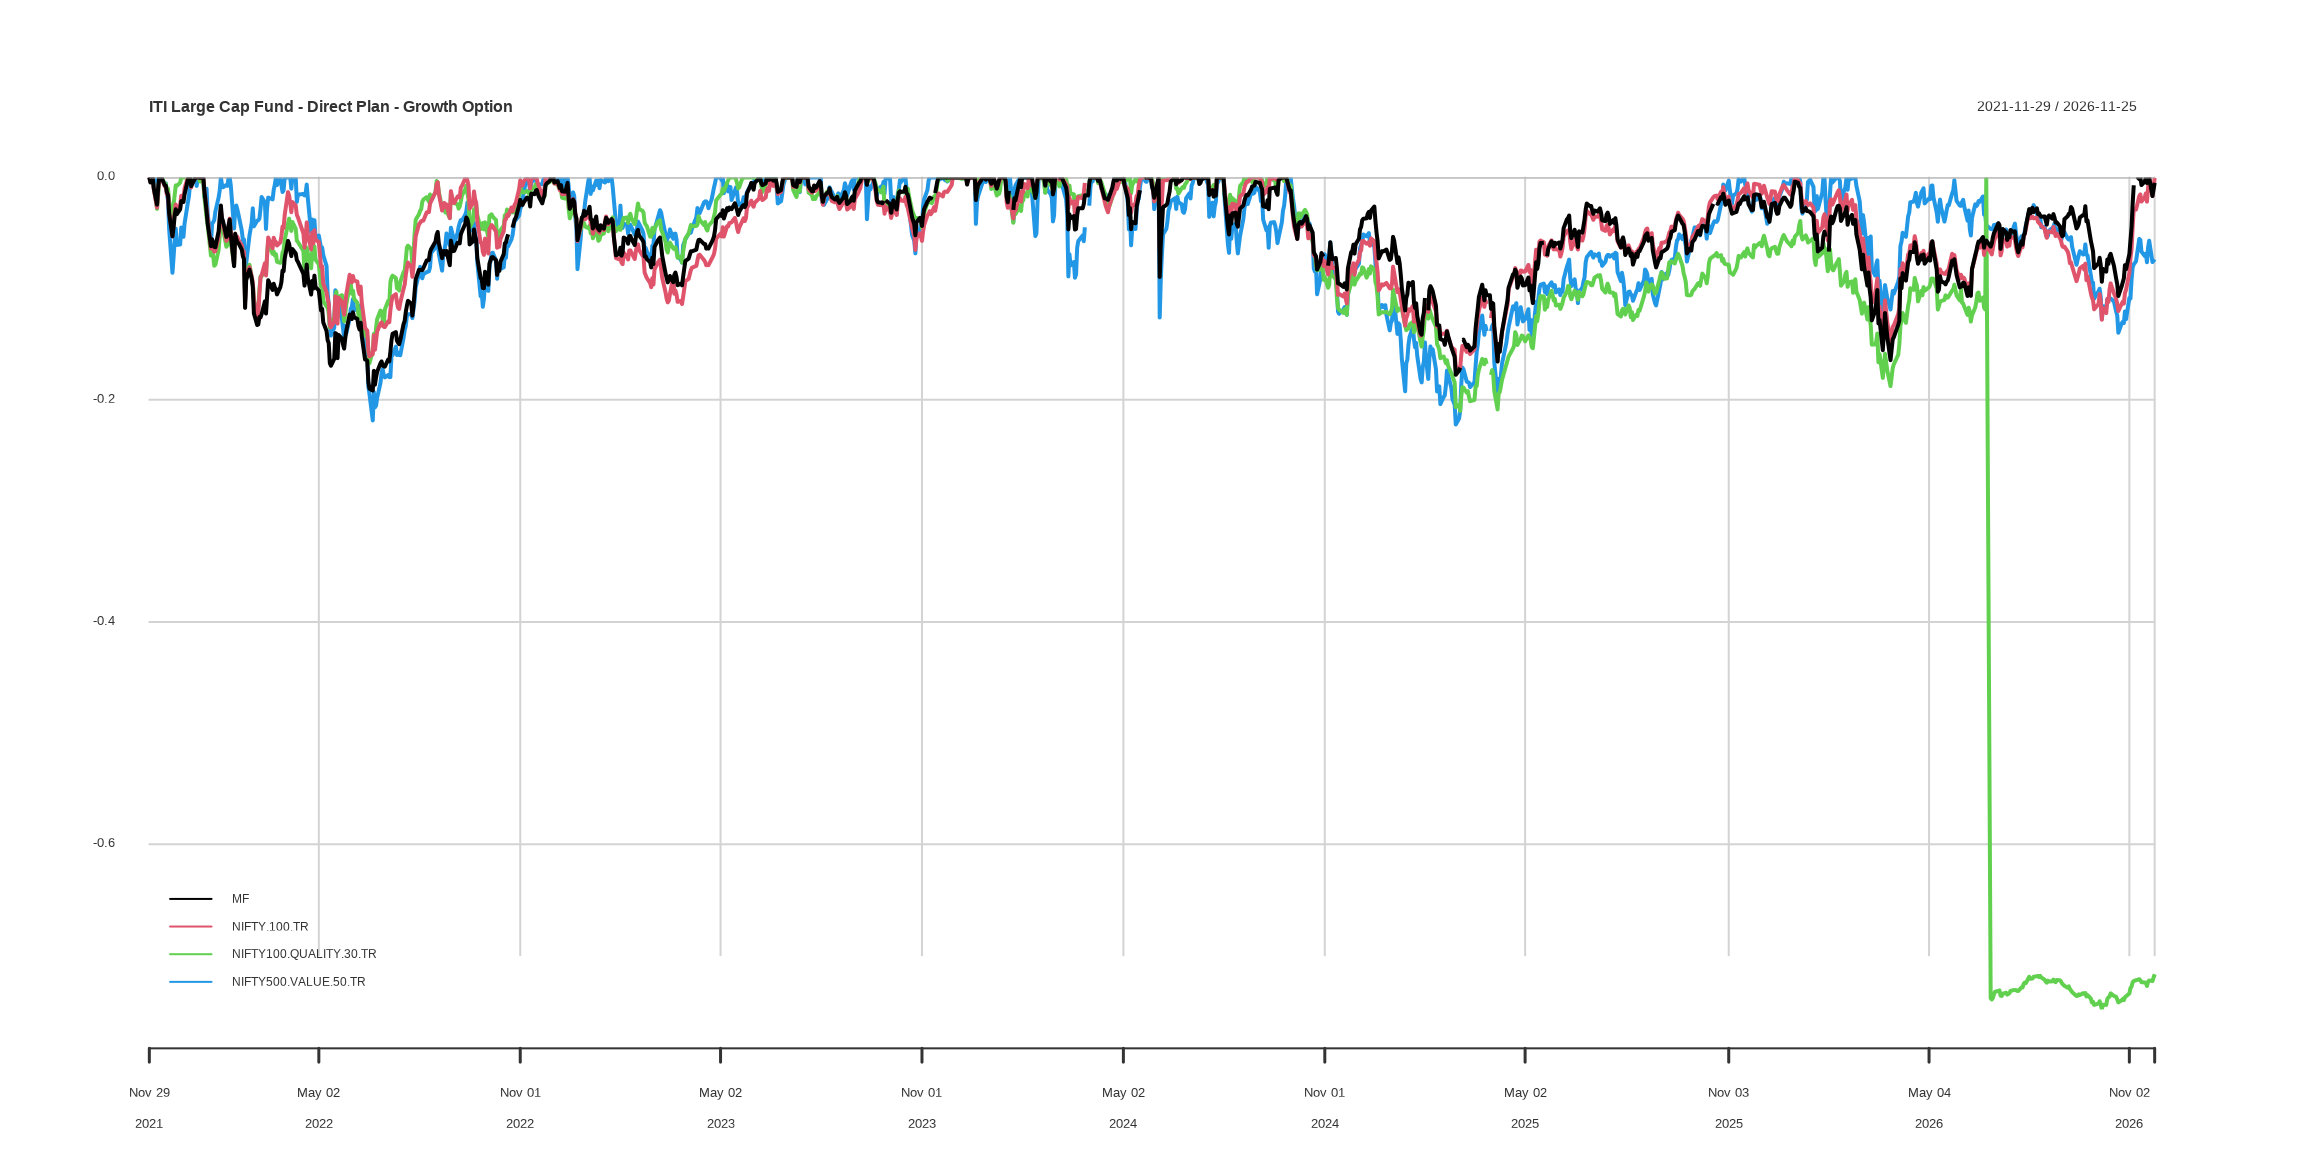 ITI Large Cap Fund - Direct Plan - Growth Option
2021-11-29 / 2026-11-25
0.0
-0.2
-0.4
-0.6
MF
NIFTY.100.TR
NIFTY100.QUALITY.30.TR
NIFTY500.VALUE.50.TR
Nov 29 May 02 Nov 01 May 02 Nov 01 May 02 Nov 01 May 02 Nov 03 May 04 Nov 02
2021 2022 2022 2023 2023 2024 2024 2025 2025 2026 2026